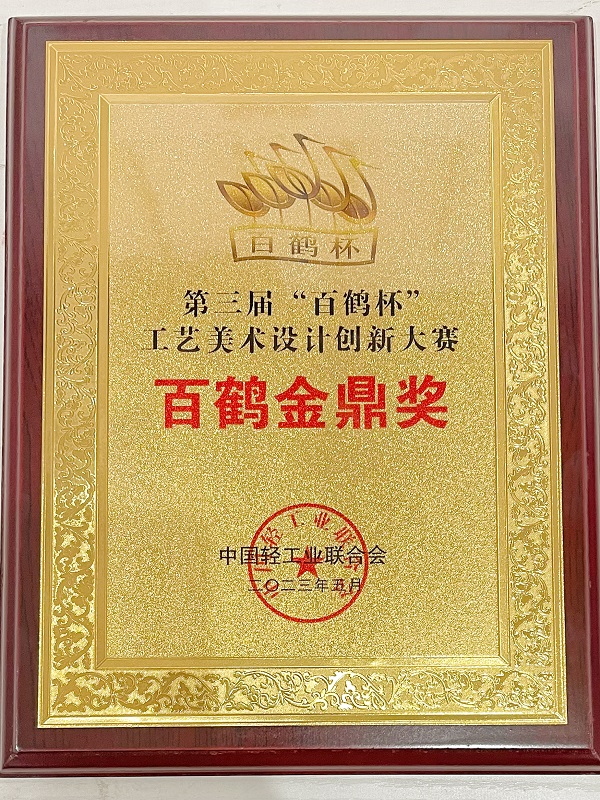 百鹤杯
第三届“百鹤杯”
工艺美术设计创新大赛
百鹤金鼎奖
中国轻工业联合会
二〇二三年五月